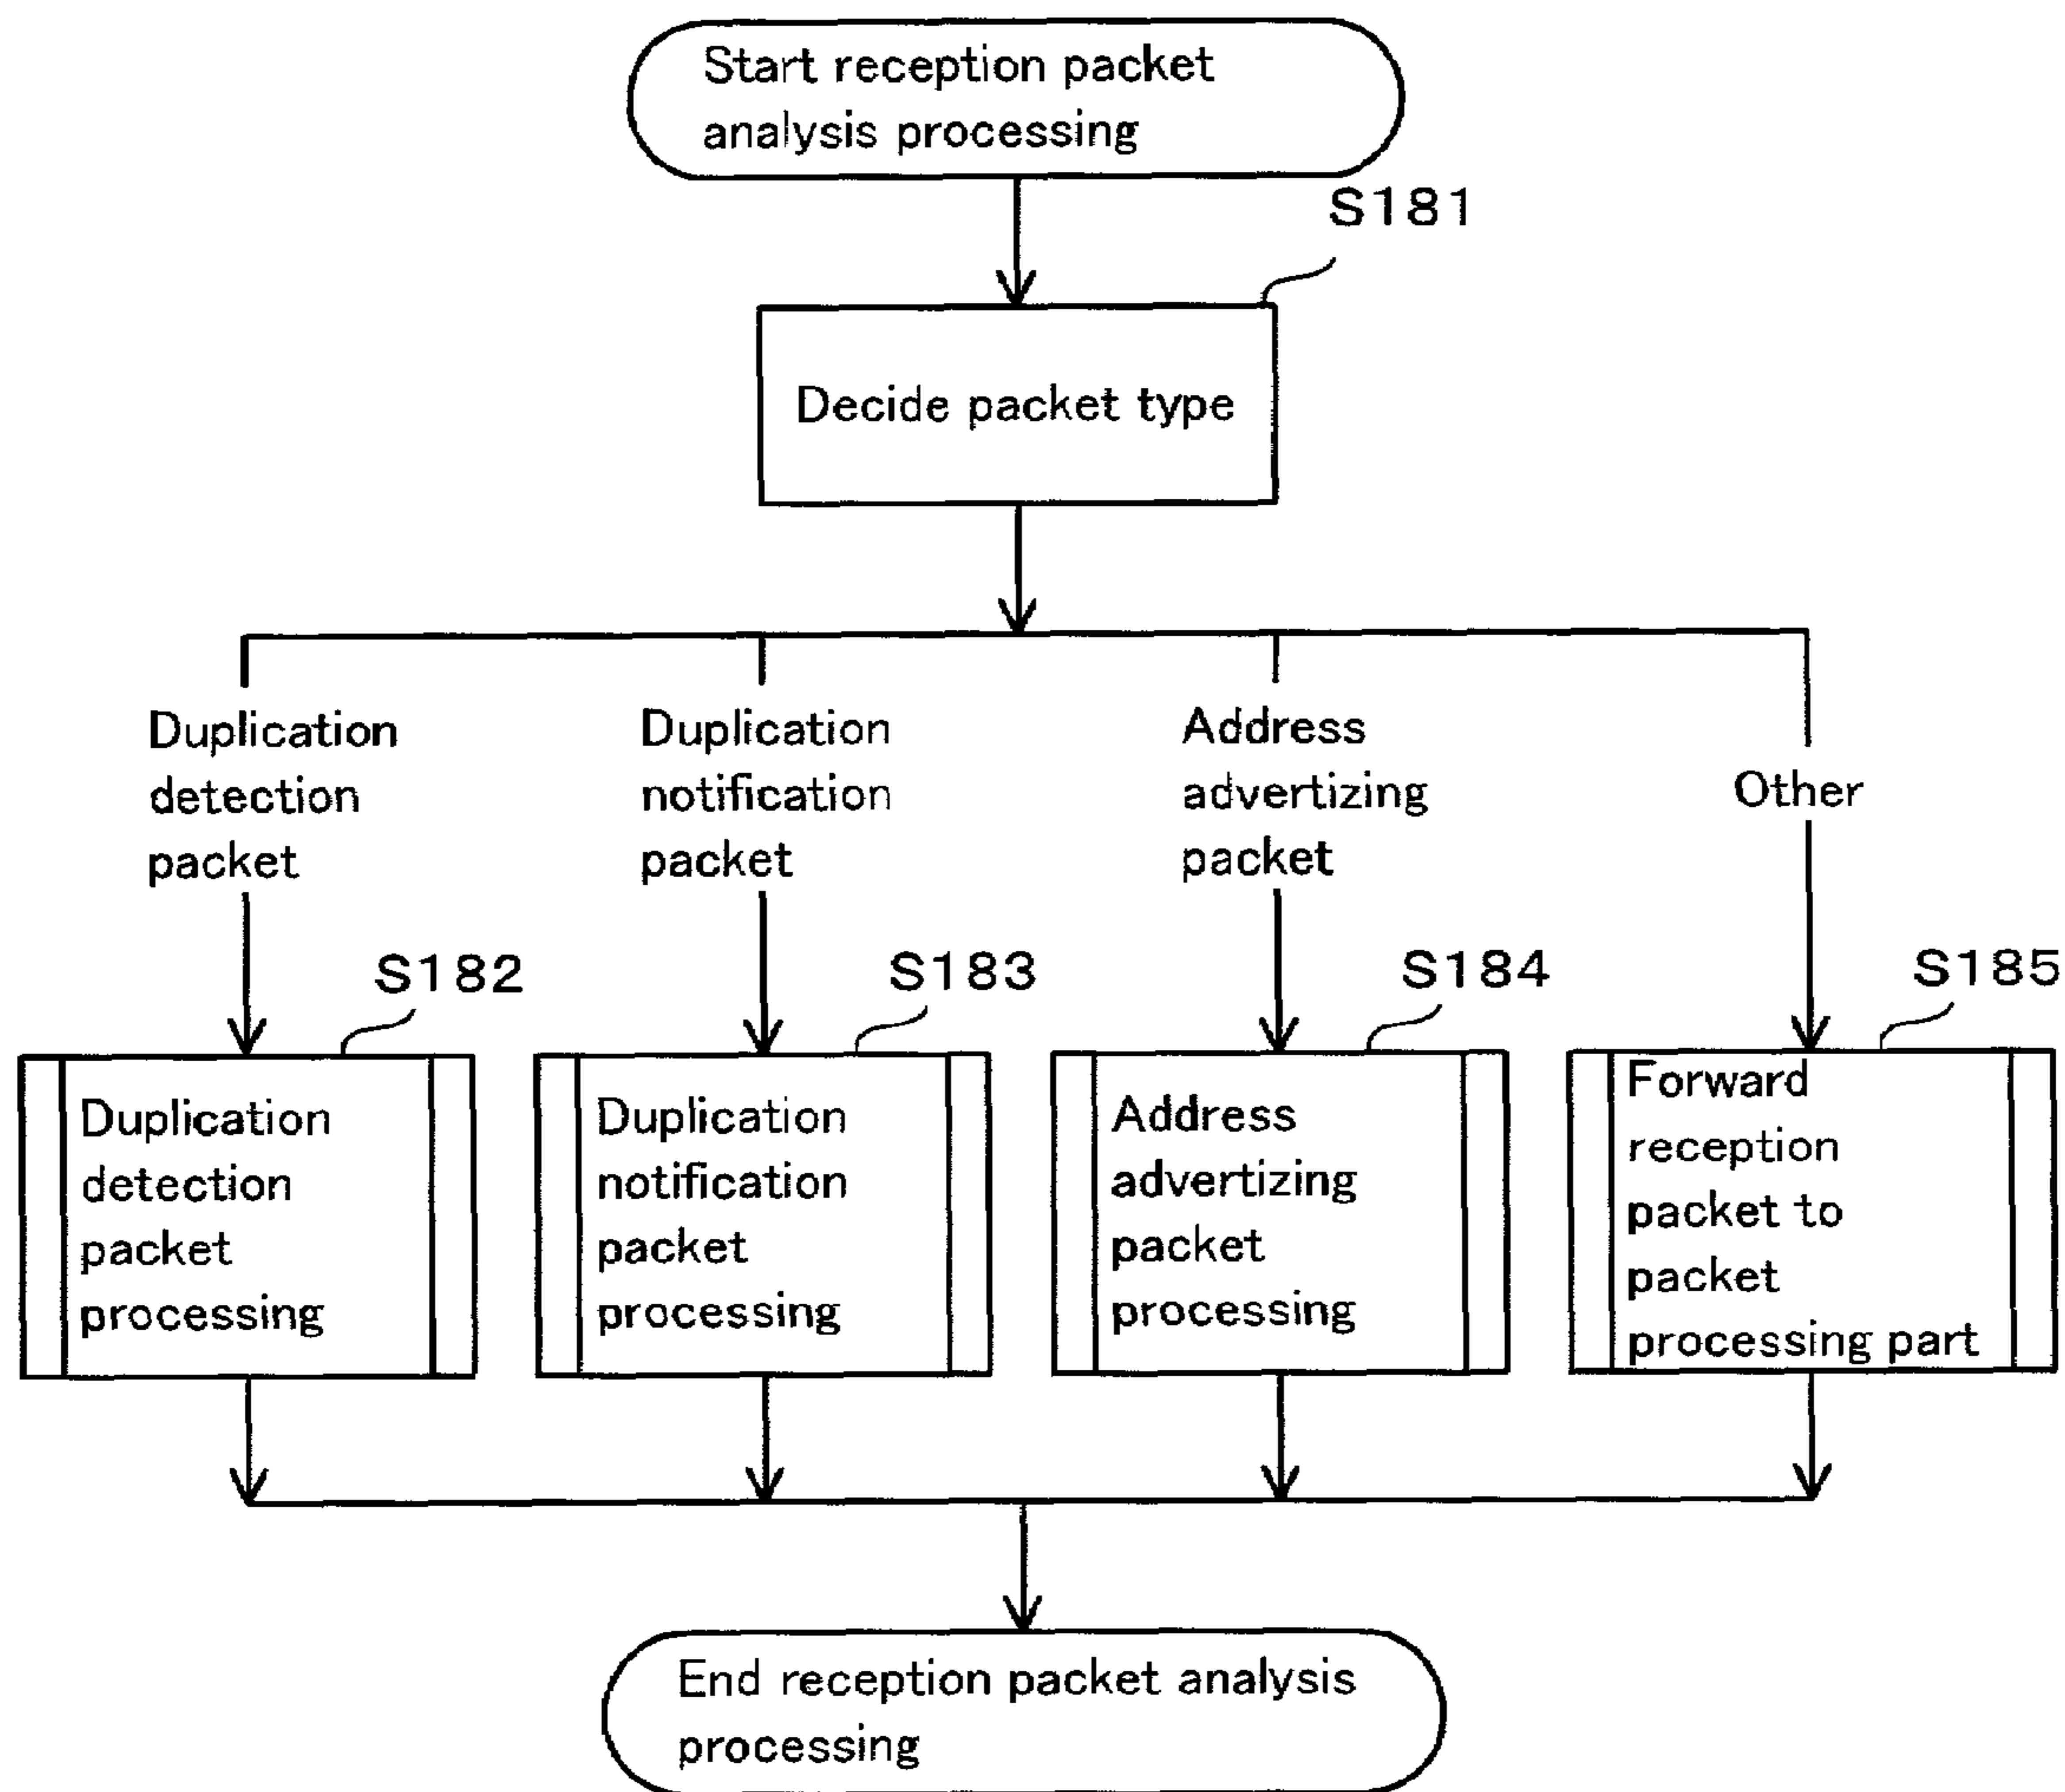 Start reception packet
analysis processing
S181
Decide packet type
Duplication
detection
packet
Duplication
notification
packet
Address
advertizing
packet
Other
S182
S183
S184
S185
Duplication
detection
packet
processing
Duplication
notification
packet
processing
Address
advertizing
packet
processing
Forward
reception
packet to
packet
processing part
End reception packet analysis
processing